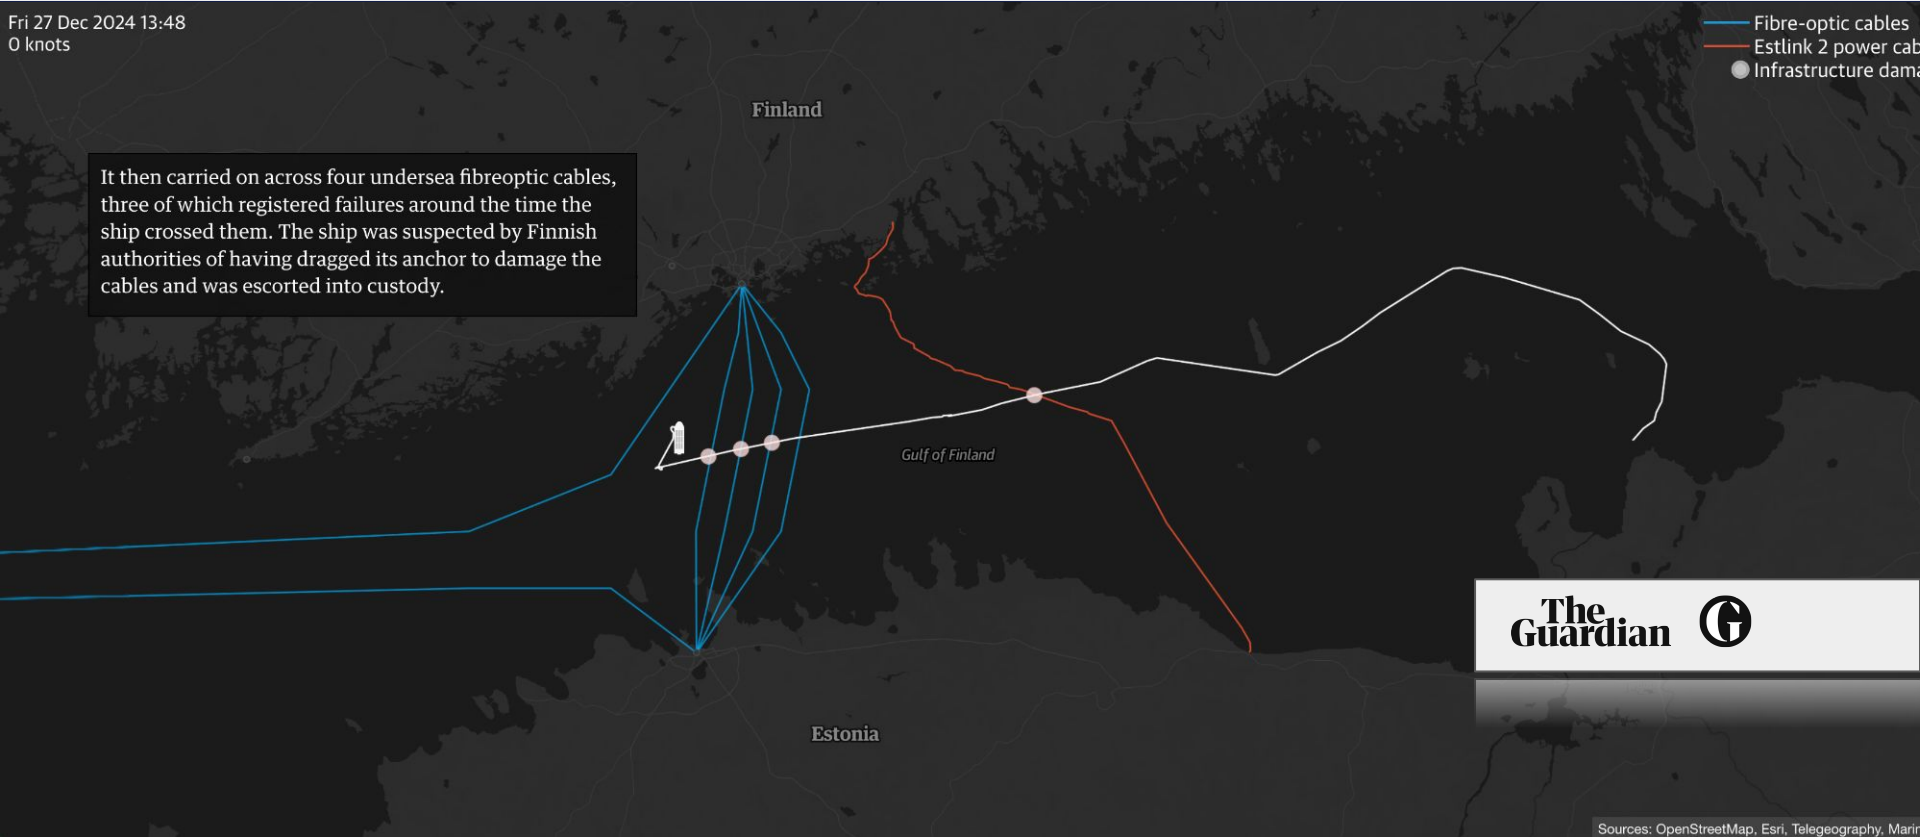 Fri 27 Dec 2024 13:48
0 knots
Fibre-optic cables
Estlink 2 power cab
Infrastructure dama
Finland
It then carried on across four undersea fibreoptic cables,
three of which registered failures around the time the
ship crossed them. The ship was suspected by Finnish
authorities of having dragged its anchor to damage the
cables and was escorted into custody.
Gulf of Finland
The
Guardian
G
Estonia
Sources: OpenStreetMap, Esri, Telegeography, Marin